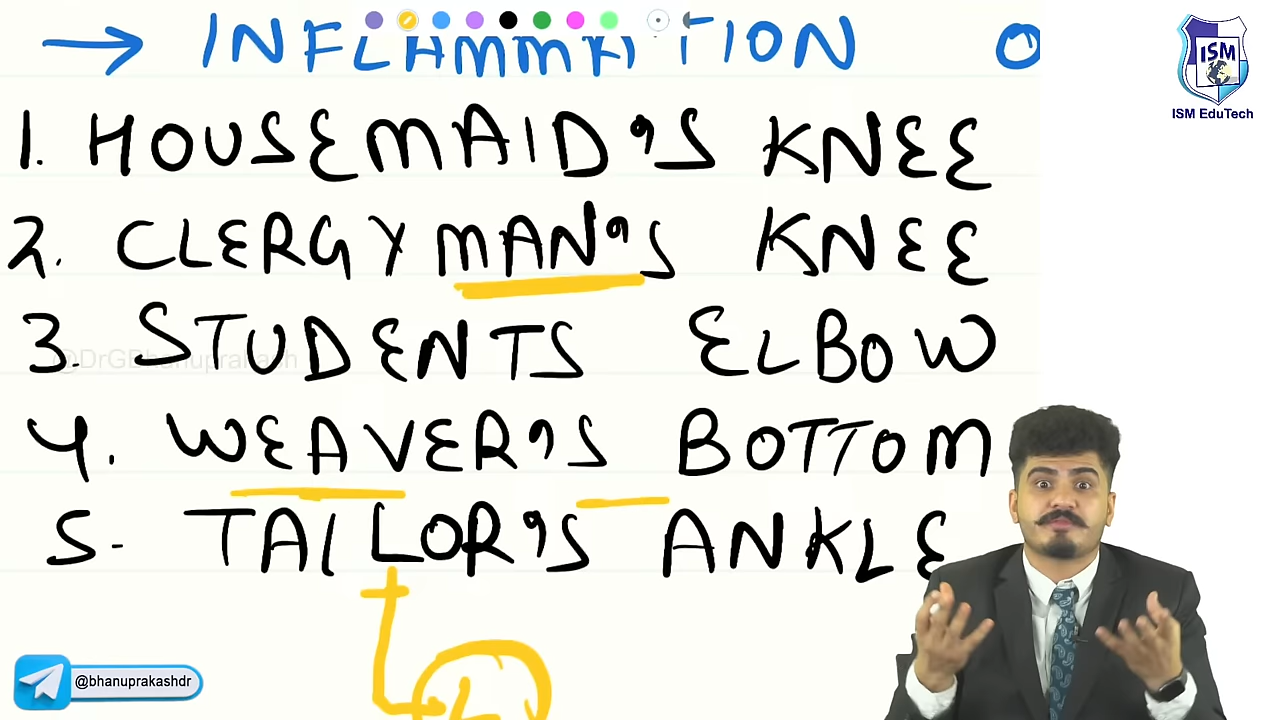 → INFLAMMATION O
ISM
ISM EduTech
1. HOUSEMAID'S KNEE
2. CLERGYMAN'S KNEE
3. STUDENTS ELBOW
@DrGBhanuprakash
4. WEAVER'S BOTTOM
5. TAILOR'S ANKLE
@bhanuprakashdr